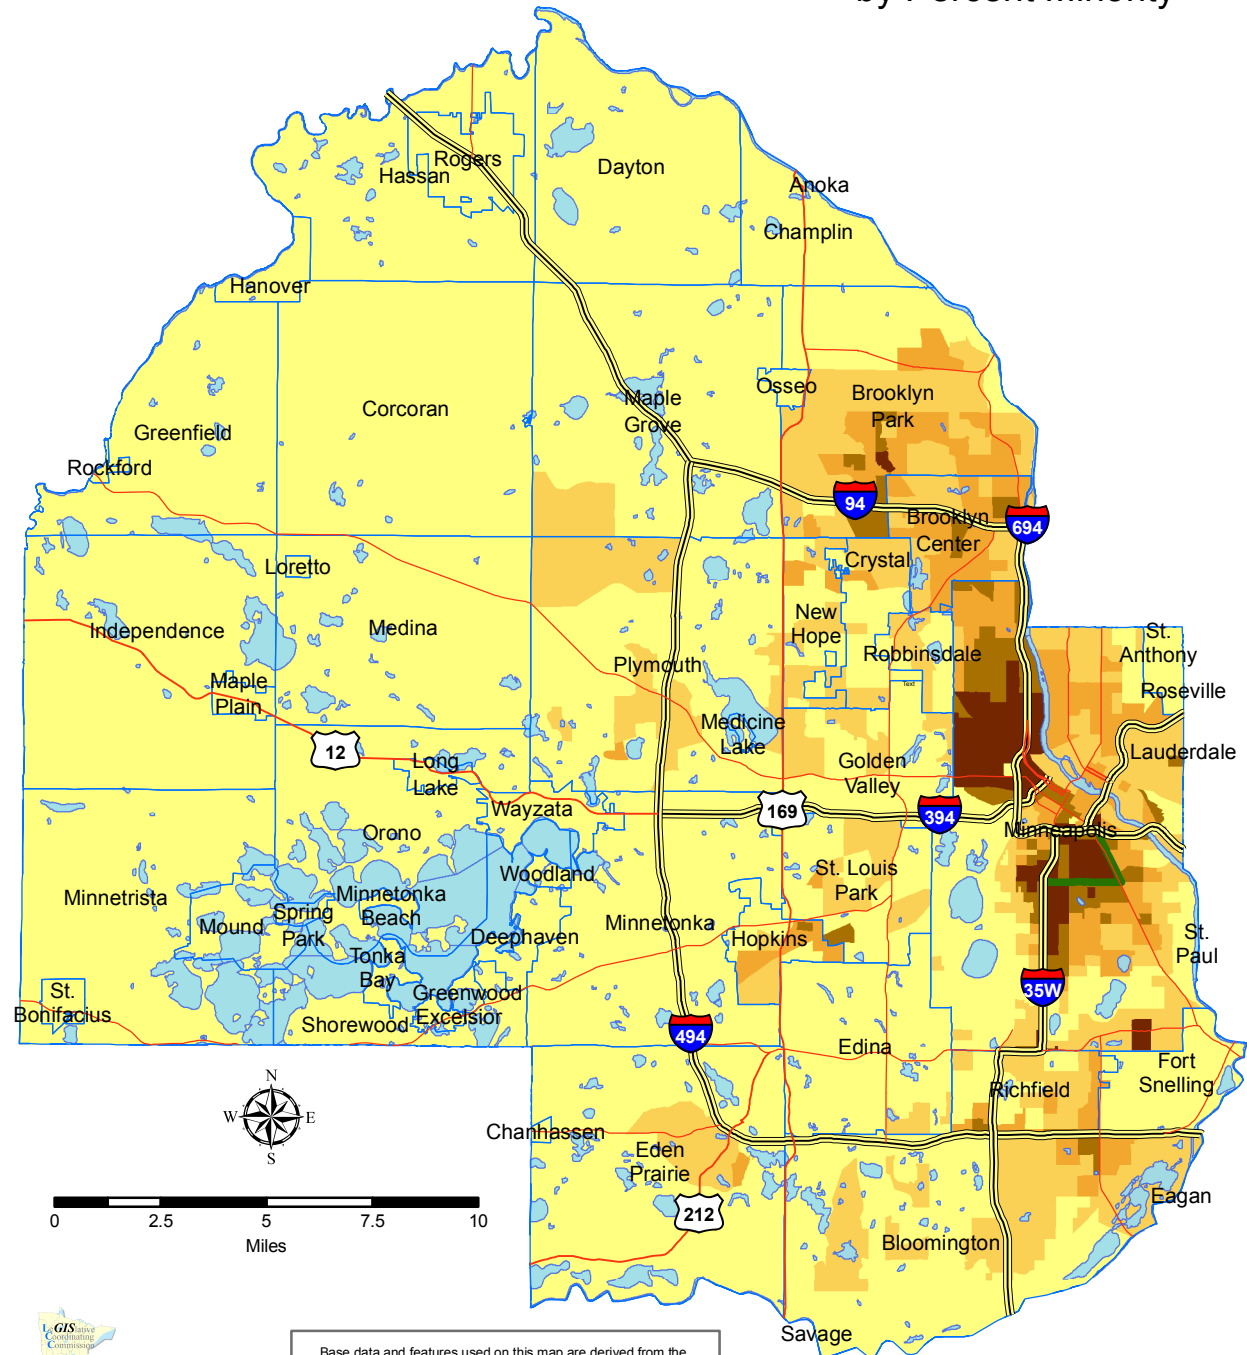 by Percent Minority
Rogers
Hassan
Dayton
Anoka
Champlin
Hanover
Osseo
Maple
Grove
Brooklyn
Park
Corcoran
Greenfield
Rockford
94
Brooklyn
Center
694
Crystal
Loretto
New
Hope
Independence
Medina
Robbinsdale
St.
Anthony
Plymouth
Text
Maple
Plain
Roseville
Medicine
Lake
12
Long
Lake
Golden
Valley
Lauderdale
Wayzata
169
394
Orono
Minneapolis
Woodland
St. Louis
Park
Minnetrista
Minnetonka
Beach
Spring
Park
Mound
Minnetonka
Deephaven
Hopkins
St.
Paul
Tonka
Bay
St.
Bonifacius
Greenwood
Excelsior
Shorewood
35W
494
Edina
Fort
Snelling
Richfield
N
W
E
S
Chanhassen
Eden
Prairie
Eagan
212
0
2.5
5
7.5
10
Miles
Bloomington
Savage
LeGISlative
Coordinating
Commission
Base data and features used on this map are derived from the